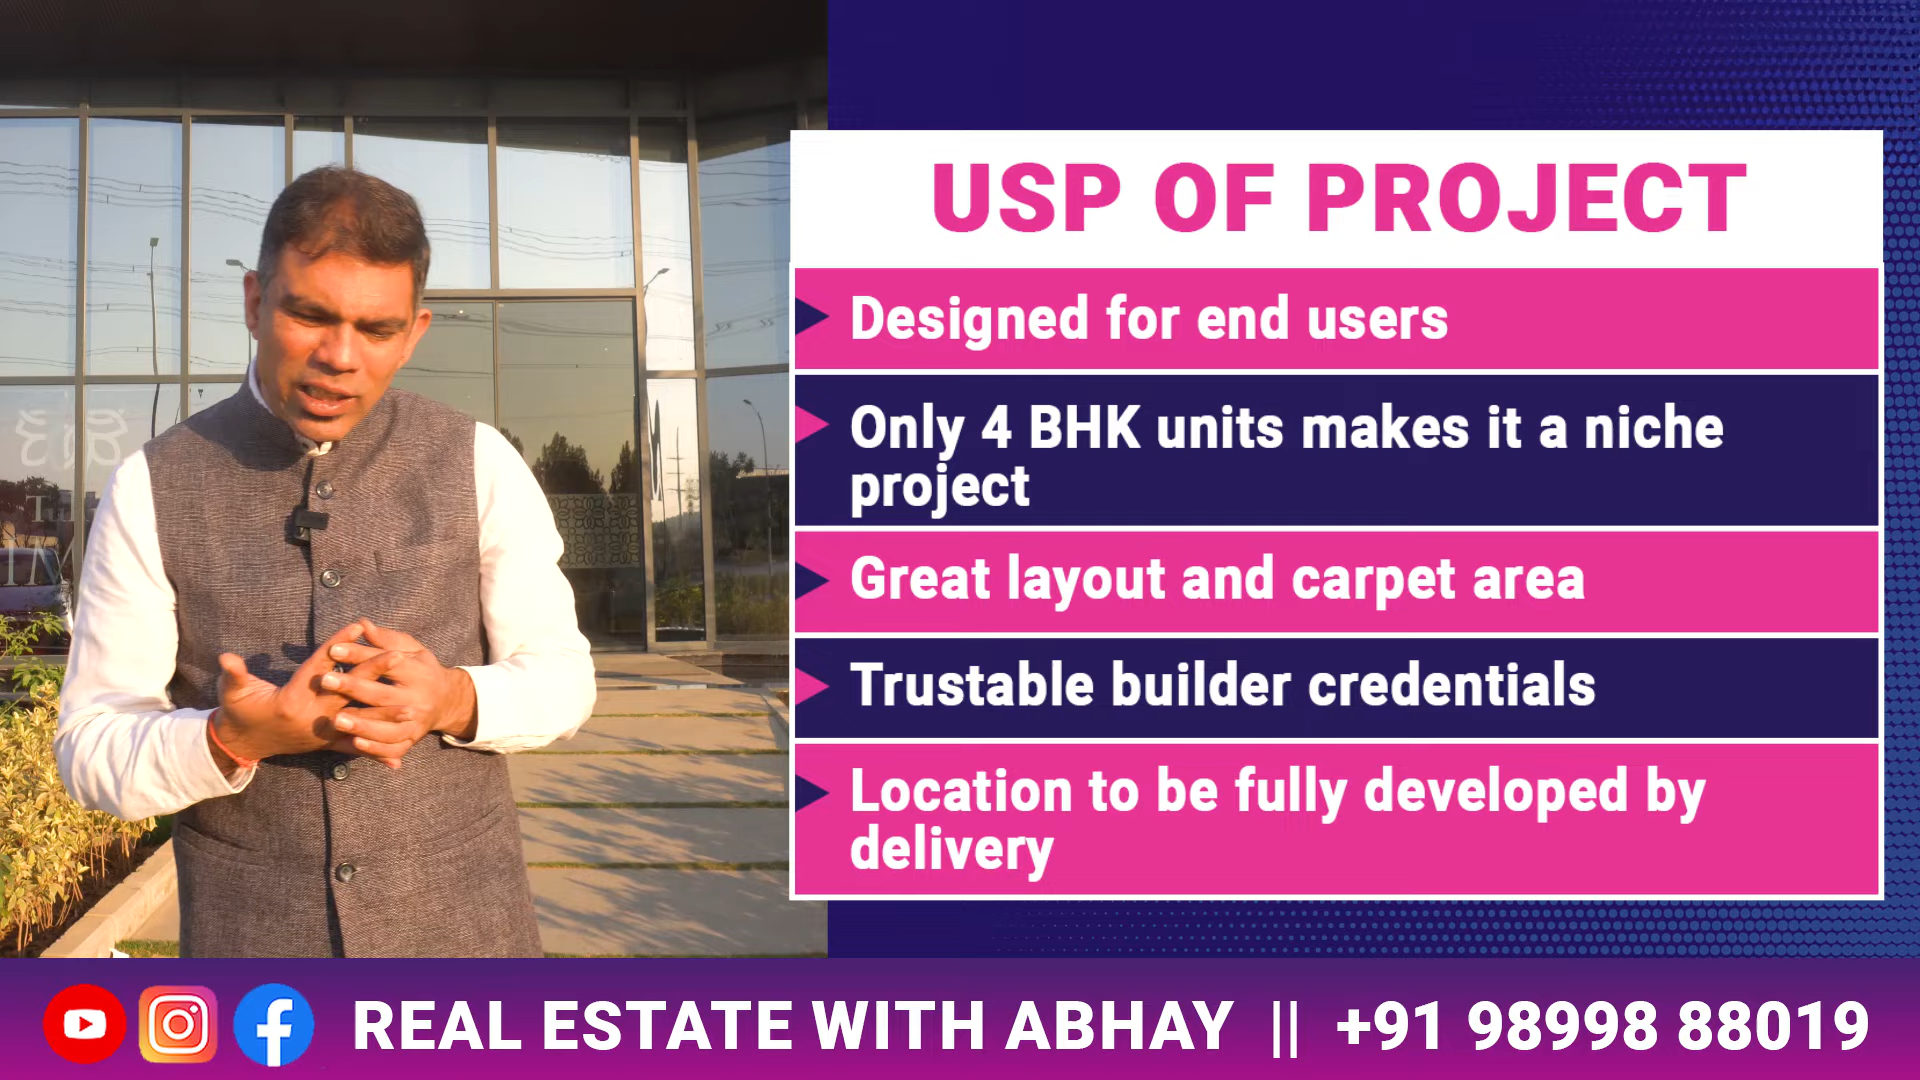 USP OF PROJECT
Designed for end users
Only 4 BHK units makes it a niche
project
Great layout and carpet area
Trustable builder credentials
Location to be fully developed by
delivery
REAL ESTATE WITH ABHAY || +91 98998 88019